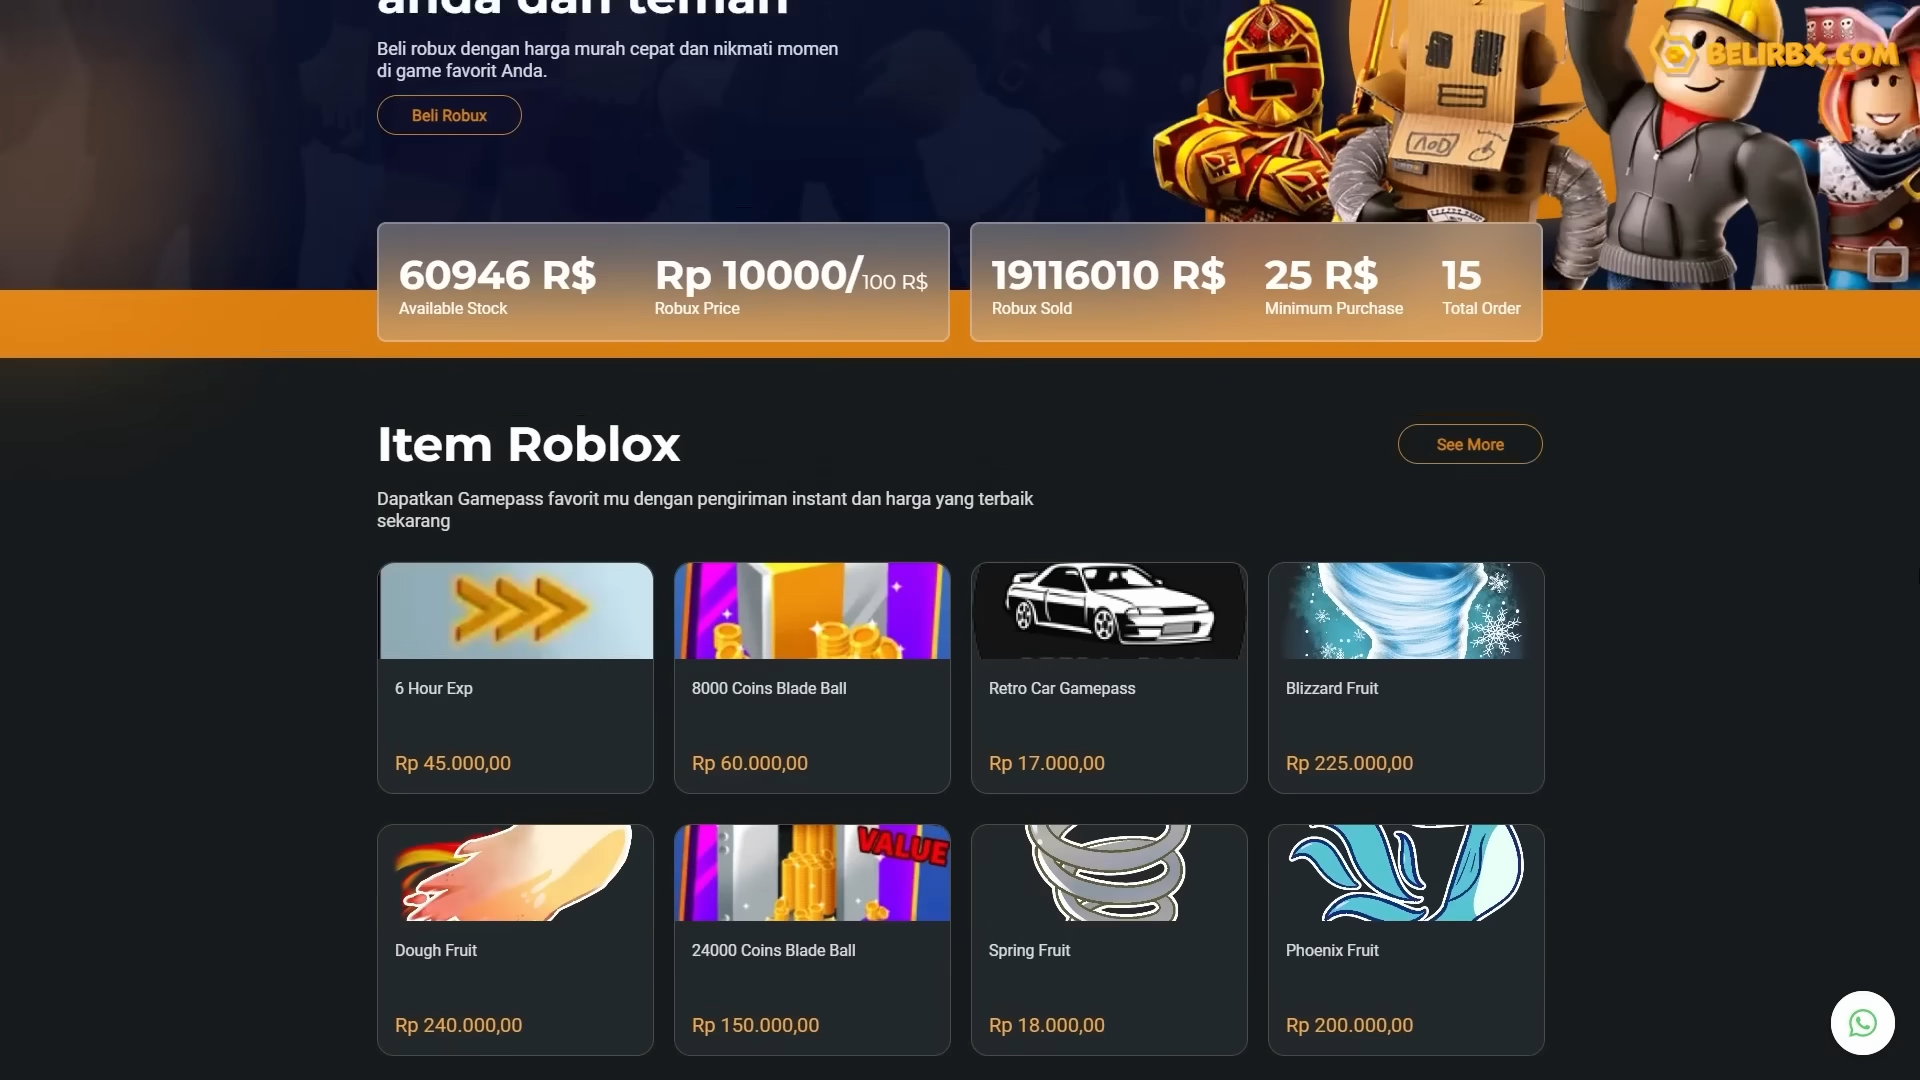 anda dan teman
Beli robux dengan harga murah cepat dan nikmati momen
di game favorit Anda.
Beli Robux
BELIRBX.COM
60946 R$
Available Stock
Rp 10000/100 R$
Robux Price
19116010 R$
Robux Sold
25 R$
Minimum Purchase
15
Total Order
Item Roblox
See More
Dapatkan Gamepass favorit mu dengan pengiriman instant dan harga yang terbaik
sekarang
6 Hour Exp
Rp 45.000,00
8000 Coins Blade Ball
Rp 60.000,00
Retro Car Gamepass
Rp 17.000,00
Blizzard Fruit
Rp 225.000,00
Dough Fruit
Rp 240.000,00
VALUE
24000 Coins Blade Ball
Rp 150.000,00
Spring Fruit
Rp 18.000,00
Phoenix Fruit
Rp 200.000,00